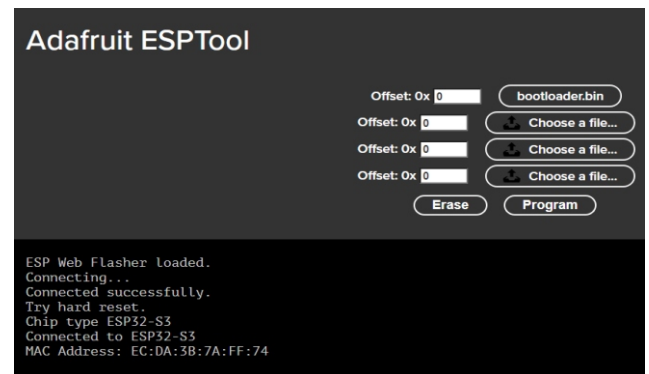 Adafruit ESPTool
Offset: 0x 0 bootloader.bin
Offset: 0x 0 Choose a file...
Offset: 0x 0 Choose a file...
Offset: 0x 0 Choose a file...
Erase Program
ESP Web Flasher loaded.
Connecting...
Connected successfully.
Try hard reset.
Chip type ESP32-S3
Connected to ESP32-S3
MAC Address: EC:DA:3B:7A:FF:74